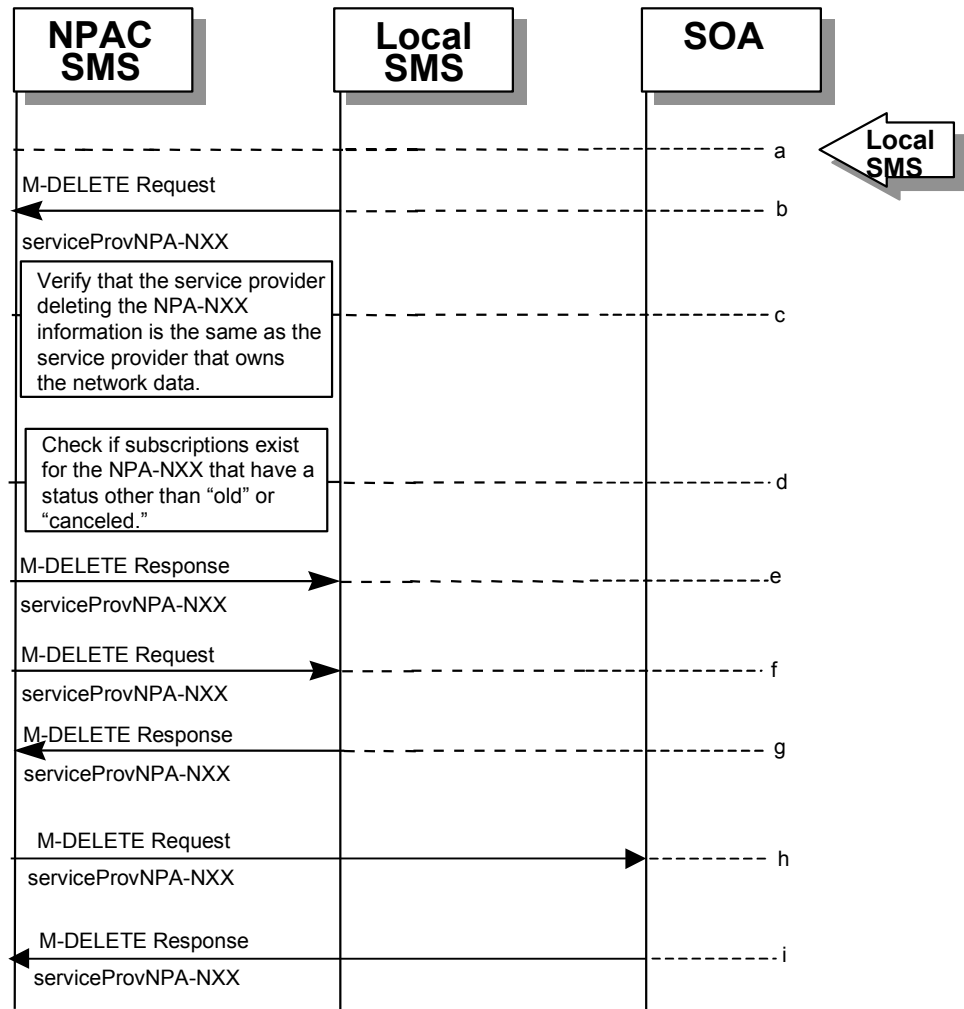 NPAC
SMS
Local
SMS
SOA
Local
SMS
a
M-DELETE Request
b
serviceProvNPA-NXX
Verify that the service provider
deleting the NPA-NXX
information is the same as the
service provider that owns
the network data.
c
Check if subscriptions exist
for the NPA-NXX that have a
status other than “old” or
“canceled.”
d
M-DELETE Response
e
serviceProvNPA-NXX
M-DELETE Request
f
serviceProvNPA-NXX
M-DELETE Response
g
serviceProvNPA-NXX
M-DELETE Request
h
serviceProvNPA-NXX
M-DELETE Response
i
serviceProvNPA-NXX